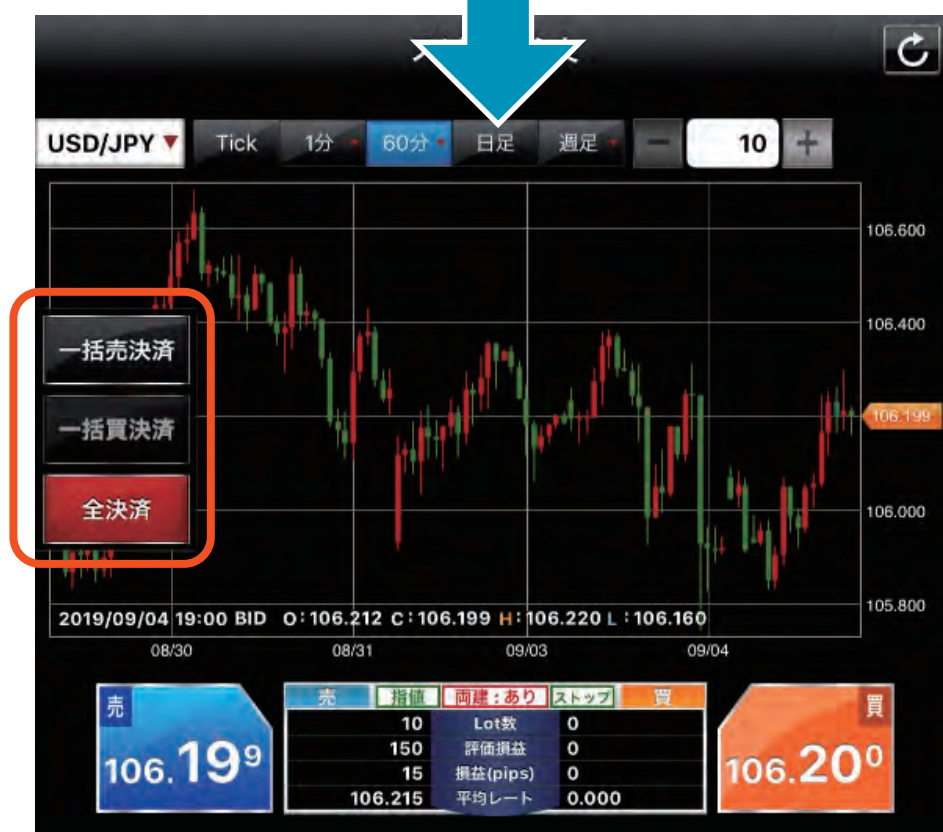 USD/JPY ▼ Tick 1分 60分 日足 週足 − 10 +
106.600
106.400
106.199
106.000
105.800
一括売決済
一括買決済
全決済
2019/09/04 19:00 BID O:106.212 C:106.199 H:106.220 L:106.160
08/30 08/31 09/03 09/04
売
106.199
売 指値 両建:あり ストップ 買
10 Lot数 0
150 評価損益 0
15 損益(pips) 0
106.215 平均レート 0.000
買
106.200